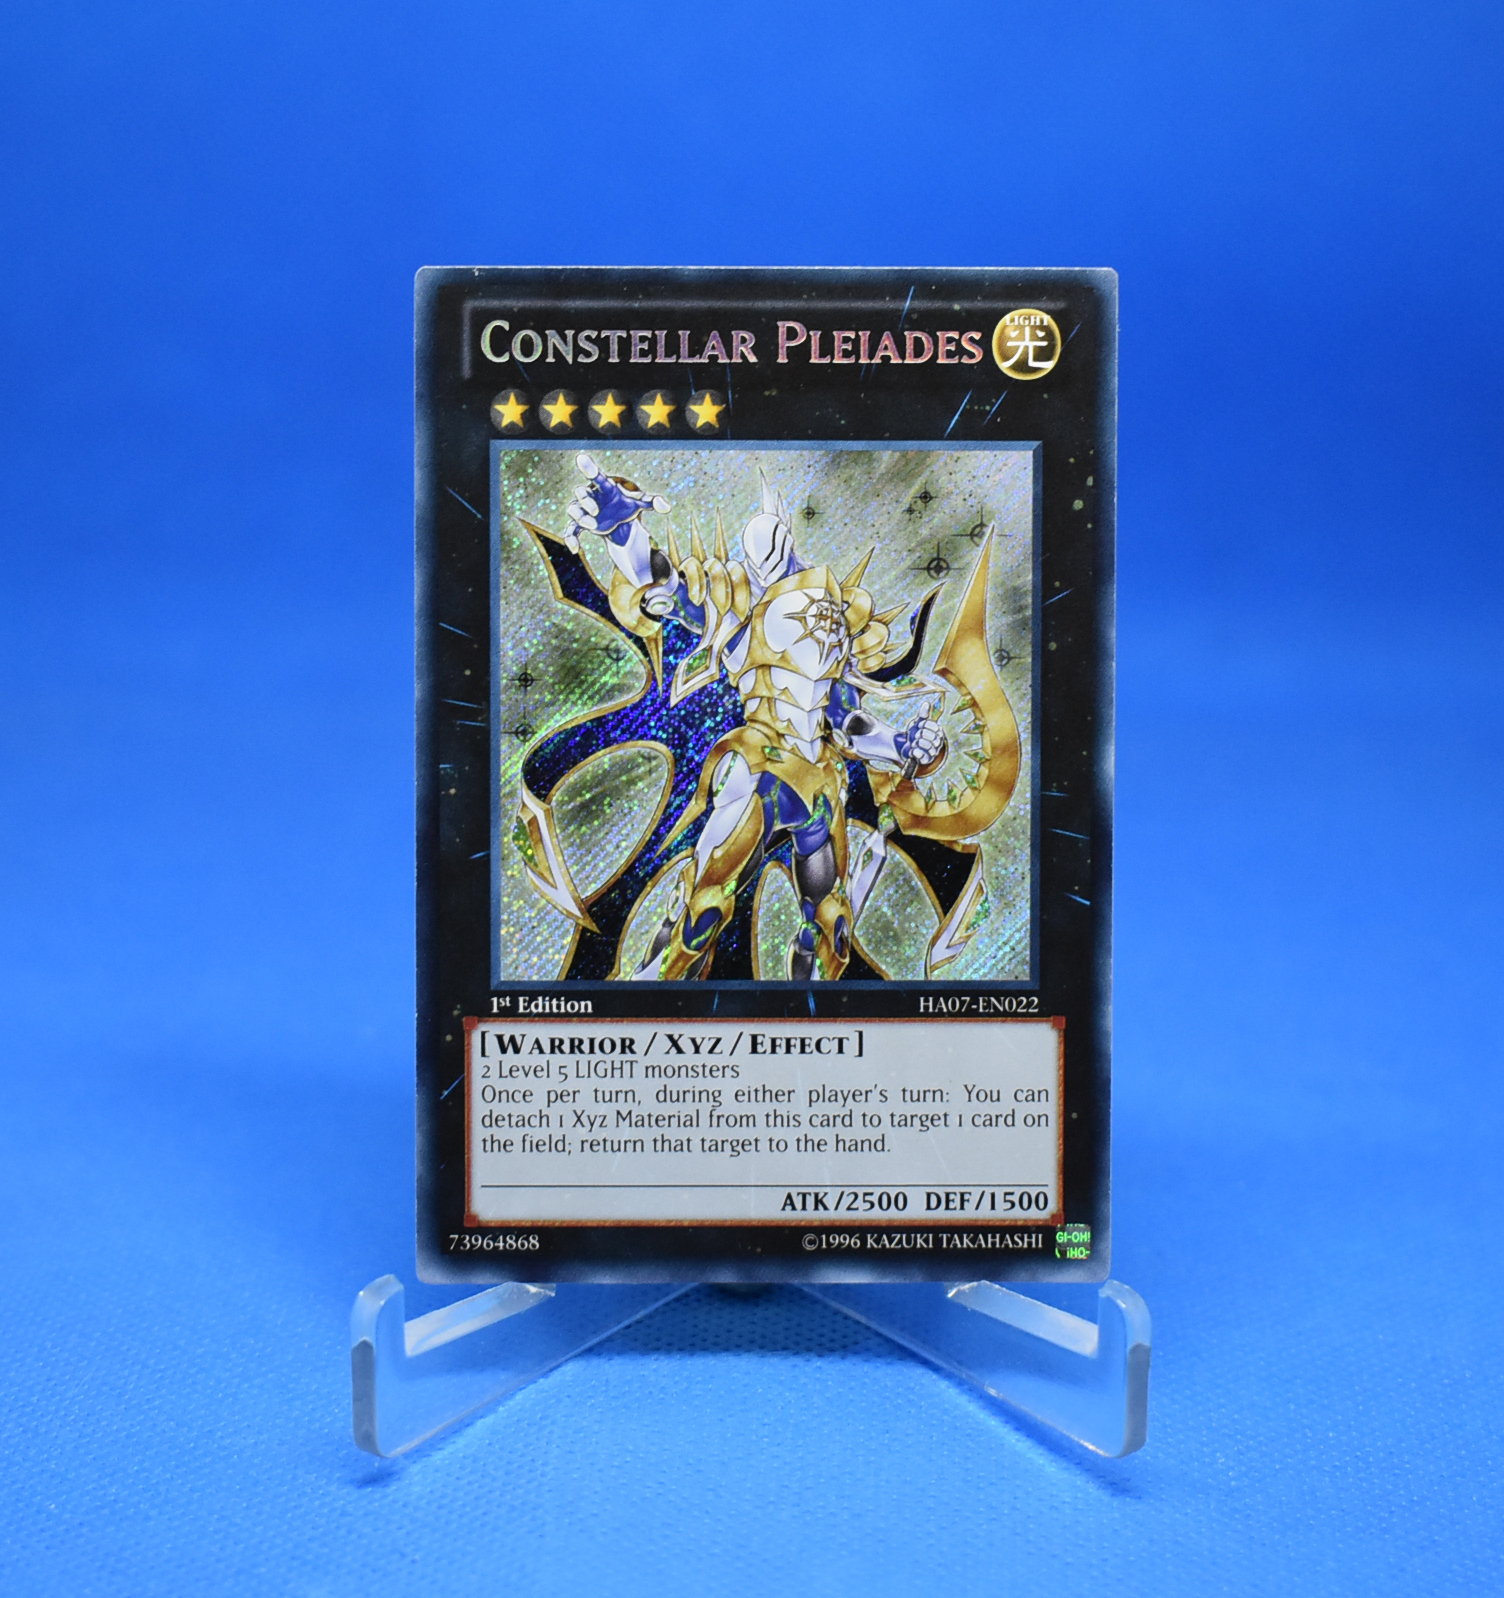 Constellar Pleiades
LIGHT
光
1st Edition
HA07-EN022
[Warrior / Xyz / Effect]
2 Level 5 LIGHT monsters
Once per turn, during either player's turn: You can
detach 1 Xyz Material from this card to target 1 card on
the field; return that target to the hand.
ATK/2500 DEF/1500
73964868
©1996 KAZUKI TAKAHASHI
GI-OH!